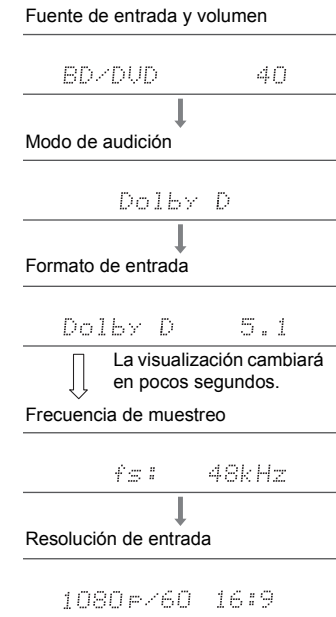 Fuente de entrada y volumen
BD/DVD 40
Modo de audición
Dolby D
Formato de entrada
Dolby D 5.1
La visualización cambiará
en pocos segundos.
Frecuencia de muestreo
fs: 48kHz
Resolución de entrada
1080p/60 16:9